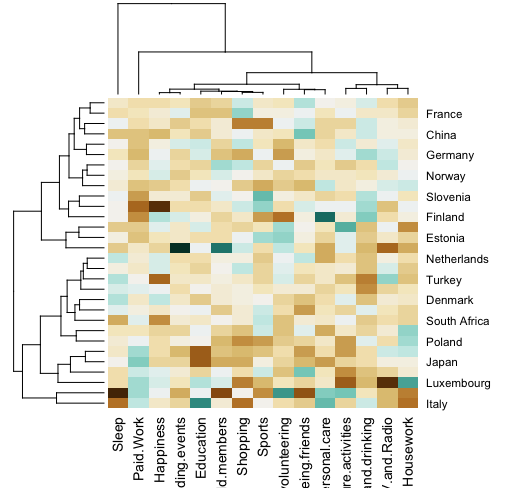 France
China
Germany
Norway
Slovenia
Finland
Estonia
Netherlands
Turkey
Denmark
South Africa
Poland
Japan
Luxembourg
Italy
Sleep
Paid.Work
Happiness
ding.events
Education
d.members
Shopping
Sports
olunteering
eing.friends
ersonal.care
ure.activities
and.drinking
V.and.Radio
Housework